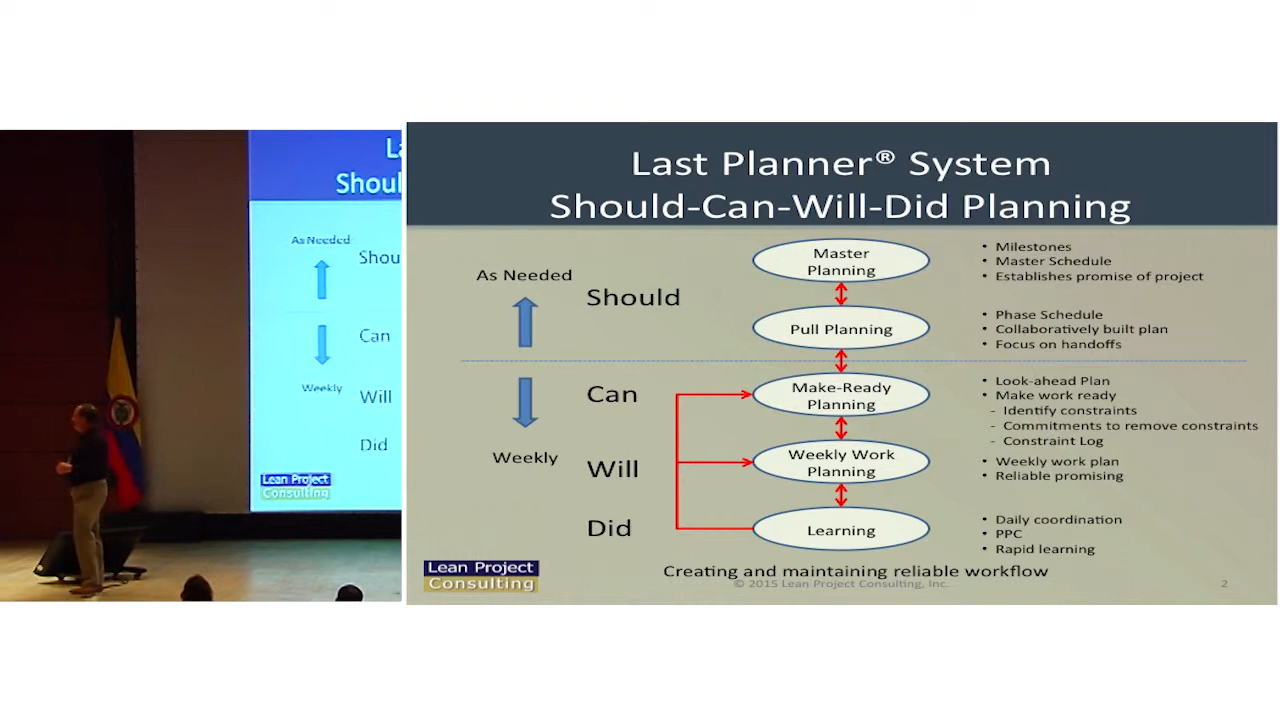 La
Shoul
As Needed
Shou
Can
Weekly
Will
Did
Lean Project
Consulting
Last Planner® System
Should-Can-Will-Did Planning
As Needed
Should
Can
Weekly
Will
Did
Master
Planning
Pull Planning
Make-Ready
Planning
Weekly Work
Planning
Learning
• Milestones
• Master Schedule
• Establishes promise of project
• Phase Schedule
• Collaboratively built plan
• Focus on handoffs
• Look-ahead Plan
• Make work ready
- Identify constraints
- Commitments to remove constraints
- Constraint Log
• Weekly work plan
• Reliable promising
• Daily coordination
• PPC
• Rapid learning
Lean Project
Consulting
Creating and maintaining reliable workflow
© 2015 Lean Project Consulting, Inc.
2